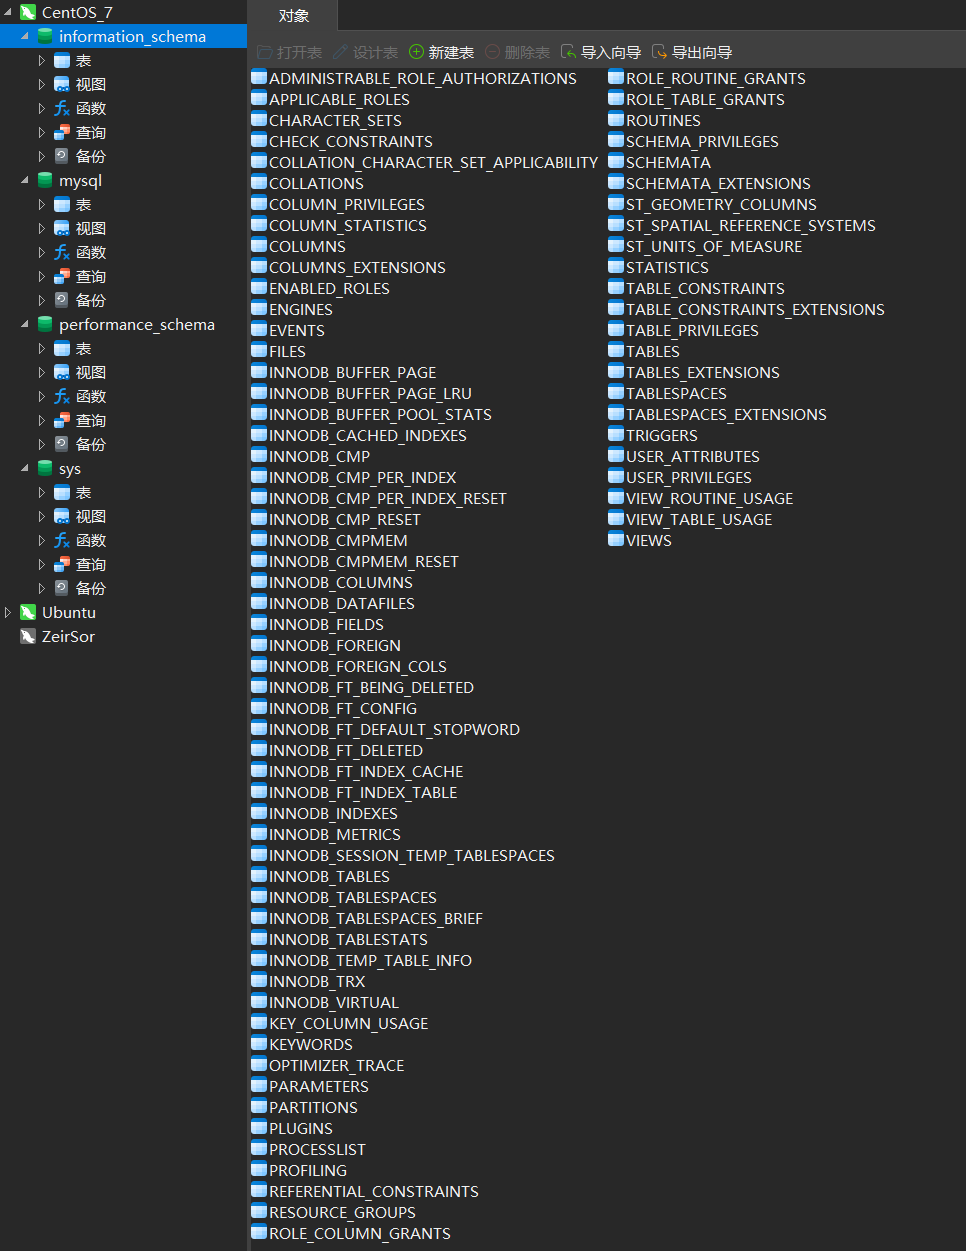 CentOS_7
information_schema
表
视图
函数
查询
备份
mysql
表
视图
函数
查询
备份
performance_schema
表
视图
函数
查询
备份
sys
表
视图
函数
查询
备份
Ubuntu
ZeirSor
对象
打开表 设计表 新建表 删除表 导入向导 导出向导
ADMINISTRABLE_ROLE_AUTHORIZATIONS
APPLICABLE_ROLES
CHARACTER_SETS
CHECK_CONSTRAINTS
COLLATION_CHARACTER_SET_APPLICABILITY
COLLATIONS
COLUMN_PRIVILEGES
COLUMN_STATISTICS
COLUMNS
COLUMNS_EXTENSIONS
ENABLED_ROLES
ENGINES
EVENTS
FILES
INNODB_BUFFER_PAGE
INNODB_BUFFER_PAGE_LRU
INNODB_BUFFER_POOL_STATS
INNODB_CACHED_INDEXES
INNODB_CMP
INNODB_CMP_PER_INDEX
INNODB_CMP_PER_INDEX_RESET
INNODB_CMP_RESET
INNODB_CMPMEM
INNODB_CMPMEM_RESET
INNODB_COLUMNS
INNODB_DATAFILES
INNODB_FIELDS
INNODB_FOREIGN
INNODB_FOREIGN_COLS
INNODB_FT_BEING_DELETED
INNODB_FT_CONFIG
INNODB_FT_DEFAULT_STOPWORD
INNODB_FT_DELETED
INNODB_FT_INDEX_CACHE
INNODB_FT_INDEX_TABLE
INNODB_INDEXES
INNODB_METRICS
INNODB_SESSION_TEMP_TABLESPACES
INNODB_TABLES
INNODB_TABLESPACES
INNODB_TABLESPACES_BRIEF
INNODB_TABLESTATS
INNODB_TEMP_TABLE_INFO
INNODB_TRX
INNODB_VIRTUAL
KEY_COLUMN_USAGE
KEYWORDS
OPTIMIZER_TRACE
PARAMETERS
PARTITIONS
PLUGINS
PROCESSLIST
PROFILING
REFERENTIAL_CONSTRAINTS
RESOURCE_GROUPS
ROLE_COLUMN_GRANTS
ROLE_ROUTINE_GRANTS
ROLE_TABLE_GRANTS
ROUTINES
SCHEMA_PRIVILEGES
SCHEMATA
SCHEMATA_EXTENSIONS
ST_GEOMETRY_COLUMNS
ST_SPATIAL_REFERENCE_SYSTEMS
ST_UNITS_OF_MEASURE
STATISTICS
TABLE_CONSTRAINTS
TABLE_CONSTRAINTS_EXTENSIONS
TABLE_PRIVILEGES
TABLES
TABLES_EXTENSIONS
TABLESPACES
TABLESPACES_EXTENSIONS
TRIGGERS
USER_ATTRIBUTES
USER_PRIVILEGES
VIEW_ROUTINE_USAGE
VIEW_TABLE_USAGE
VIEWS